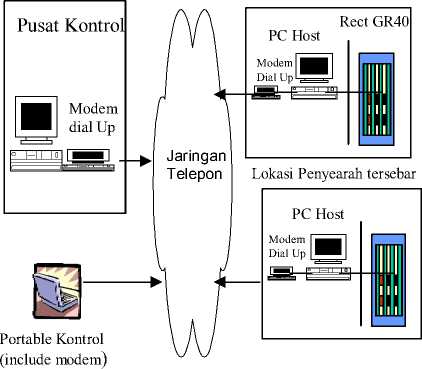 Pusat Kontrol
Modem
dial Up
Portable Kontrol
(include modem)
Jaringan
Telepon
Rect GR40
PC Host
Modem
Dial Up
Lokasi Penyearah tersebar
PC Host
Modem
Dial Up